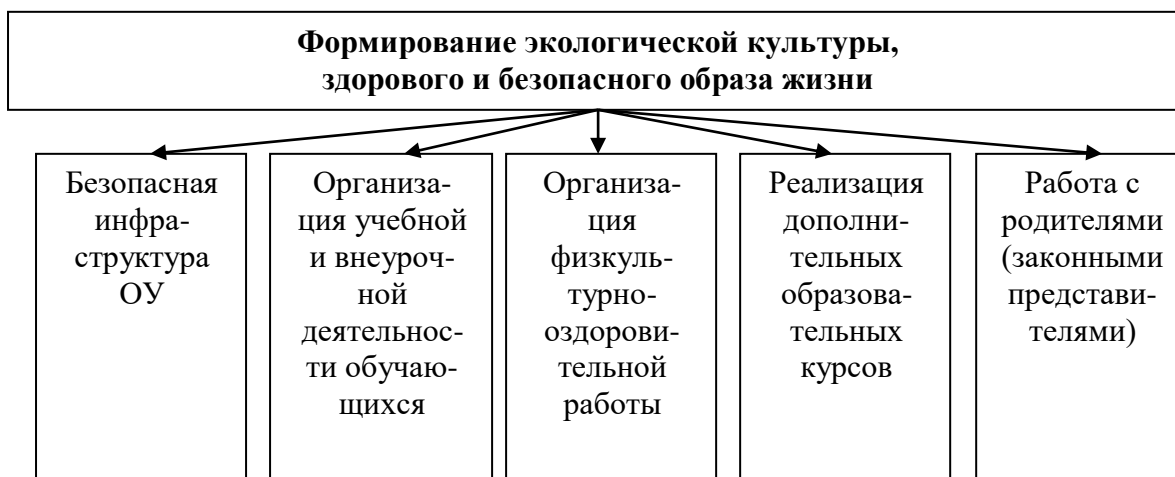 Формирование экологической культуры,
здорового и безопасного образа жизни
Безопасная
инфра-
структура
ОУ
Организа-
ция учебной
и внеуроч-
ной
деятельнос-
ти обучаю-
щихся
Организа-
ция
физкуль-
турно-
оздорови-
тельной
работы
Реализация
дополни-
тельных
образова-
тельных
курсов
Работа с
родителями
(законными
представи-
телями)